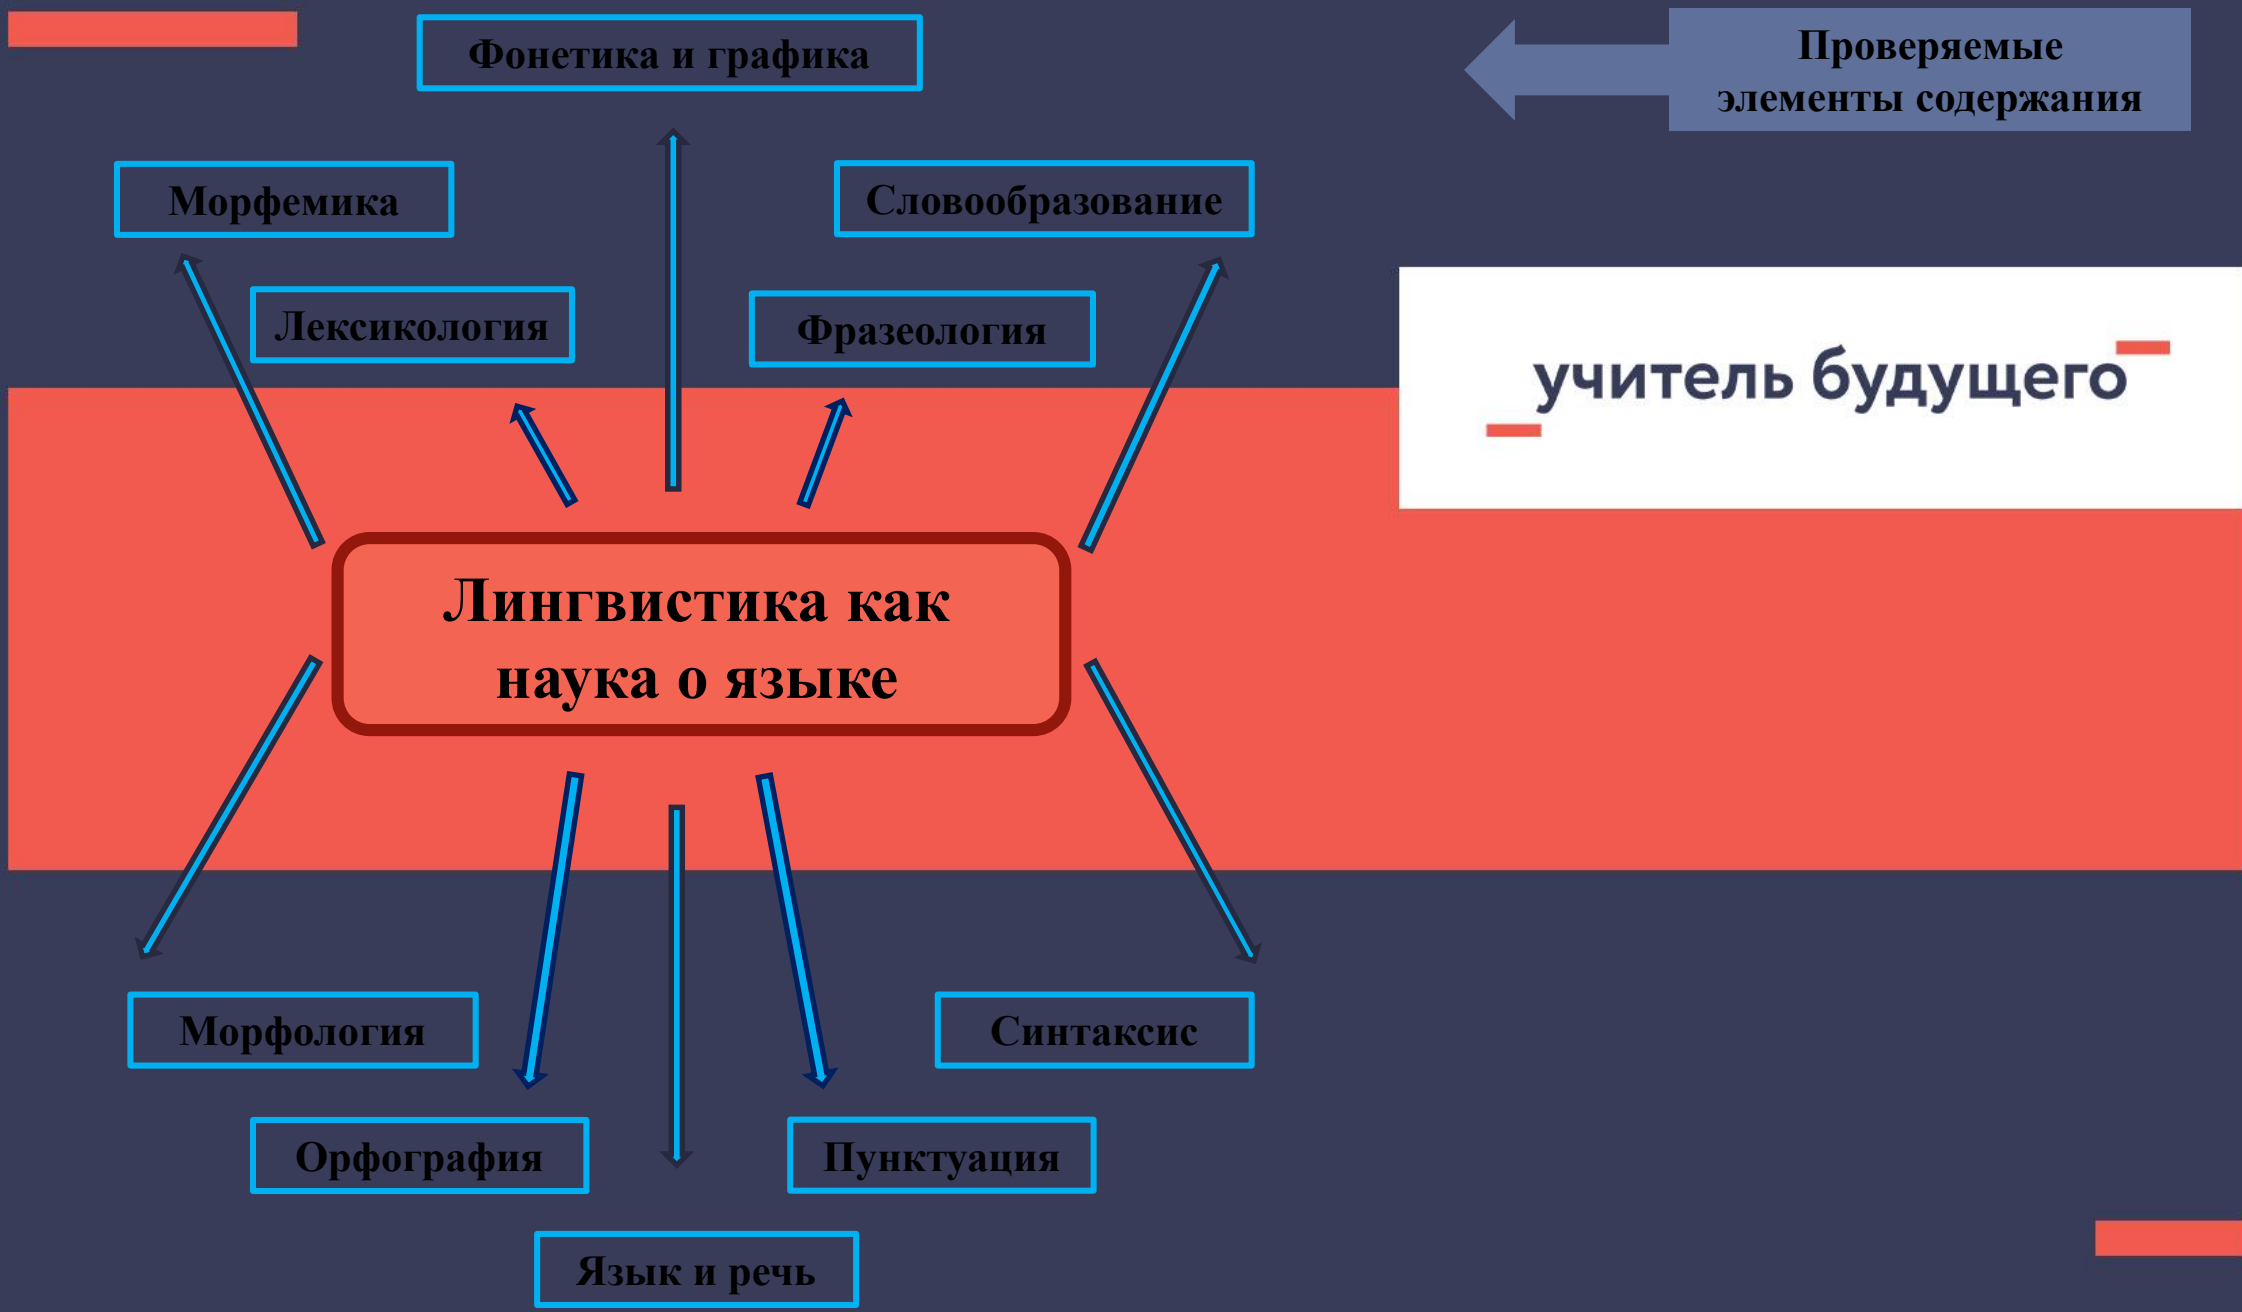 Фонетика и графика
Проверяемые
элементы содержания
Морфемика
Словообразование
Лексикология
Фразеология
учитель будущего
Лингвистика как
наука о языке
Морфология
Синтаксис
Орфография
Пунктуация
Язык и речь